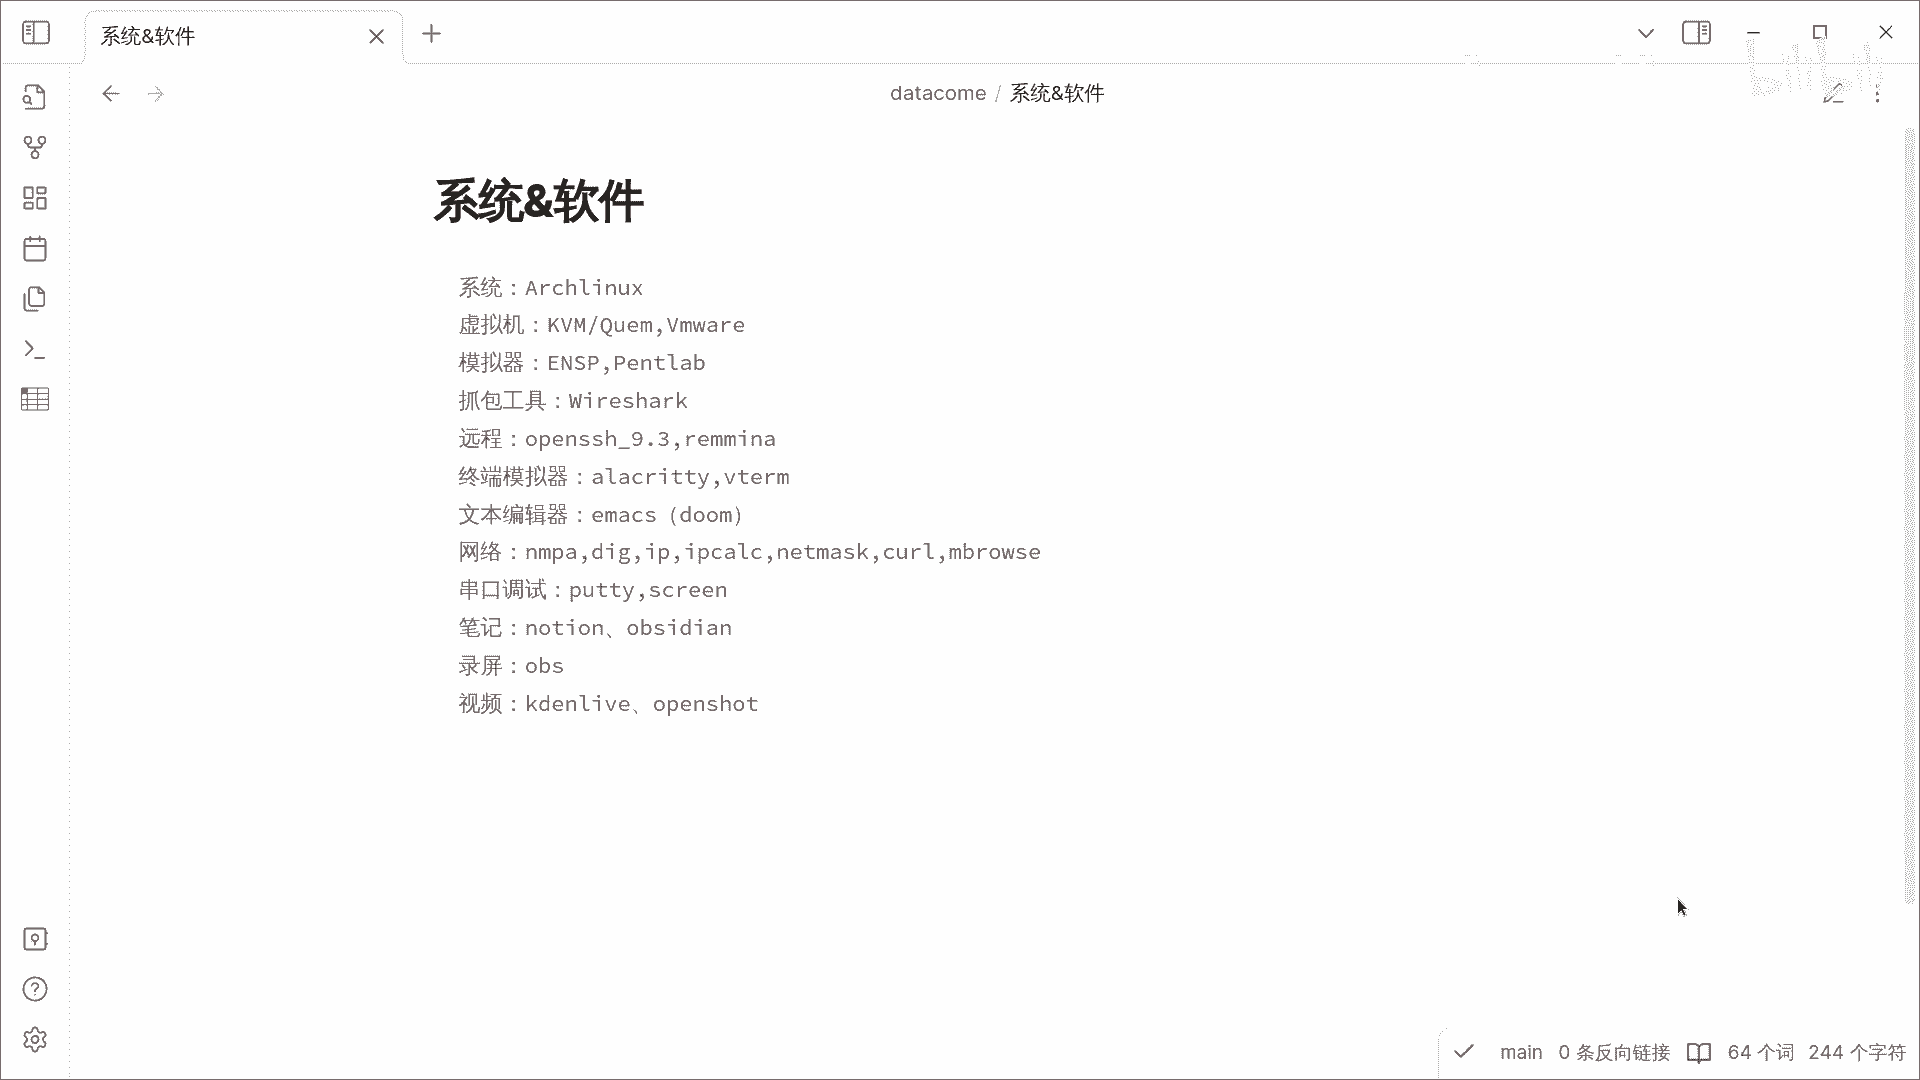 系统&软件
datacome / 系统&软件
bilibili
系统&软件
系统：Archlinux
虚拟机：KVM/Quem,Vmware
模拟器：ENSP,Pentlab
抓包工具：Wireshark
远程：openssh_9.3,remmina
终端模拟器：alacritty,vterm
文本编辑器：emacs（doom）
网络：nmpa,dig,ip,ipcalc,netmask,curl,mbrowse
串口调试：putty,screen
笔记：notion、obsidian
录屏：obs
视频：kdenlive、openshot
main 0 条反向链接 64 个词 244 个字符